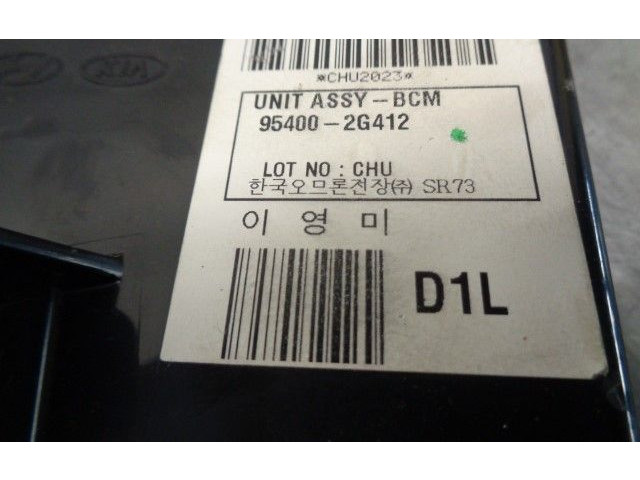 *CHU2023*
UNIT ASSY-BCM
95400-2G412
LOT NO : CHU
한국오므론전장㈜ SR73
이 영 미
D1L